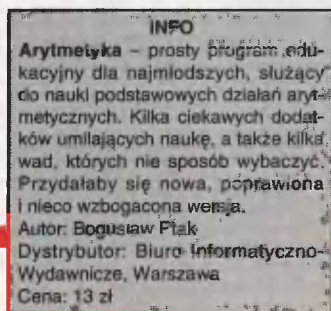 INFO
Arytmetyka – prosty program edu-
kacyjny dla najmłodszych, służący
do nauki podstawowych działań aryt-
metycznych. Kilka ciekawych dodat-
ków umilających naukę, a także kilka
wad, których nie sposób wybaczyć.
Przydałaby się nowa, poprawiona
i nieco wzbogacona wersja.
Autor: Bogusław Ptak
Dystrybutor: Biuro Informatyczno-
Wydawnicze, Warszawa
Cena: 13 zł